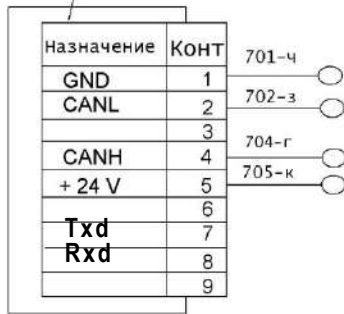 Назначение Конт
GND 1 701-ч
CANL 2 702-з
3
CANH 4 704-г
+ 24 V 5 705-к
6
Txd 7
Rxd 8
9